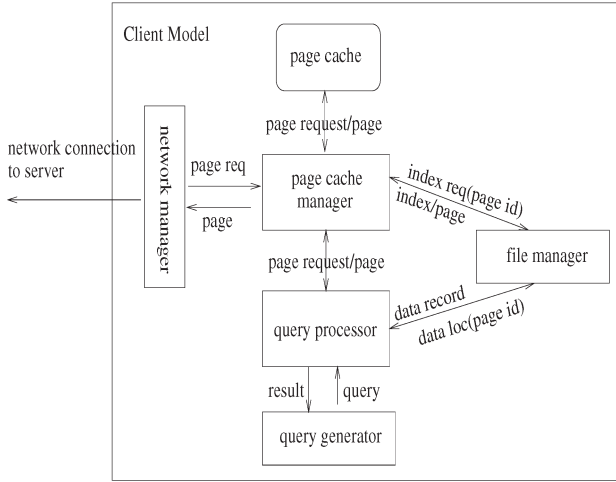 Client Model
page cache
page request/page
network connection
to server
network manager
page req
page
page cache
manager
index req(page id)
index/page
file manager
page request/page
data record
data loc(page id)
query processor
result
query
query generator